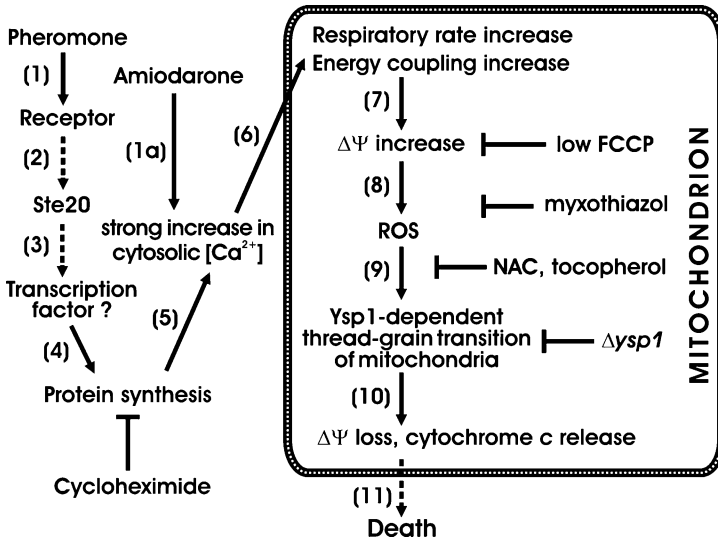 Pheromone
(1)
Receptor
(2)
Ste20
(3)
Transcription
factor ?
(4)
Protein synthesis
Cycloheximide
Amiodarone
(1a)
strong increase in
cytosolic [Ca²⁺]
(5)
(6)
Respiratory rate increase
Energy coupling increase
(7)
ΔΨ increase
low FCCP
(8)
myxothiazol
ROS
(9)
NAC, tocopherol
Ysp1-dependent
thread-grain transition
of mitochondria
Δysp1
(10)
ΔΨ loss, cytochrome c release
(11)
Death
MITOCHONDRION